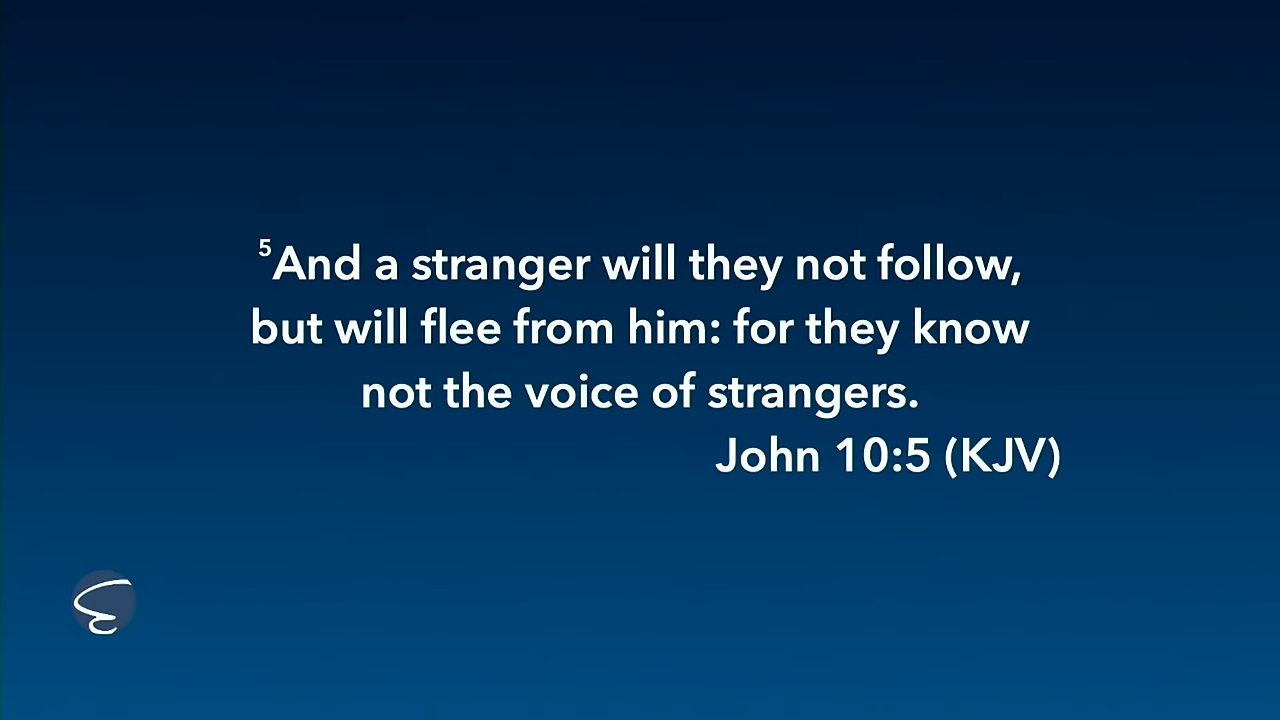 ⁵And a stranger will they not follow,
but will flee from him: for they know
not the voice of strangers.
John 10:5 (KJV)